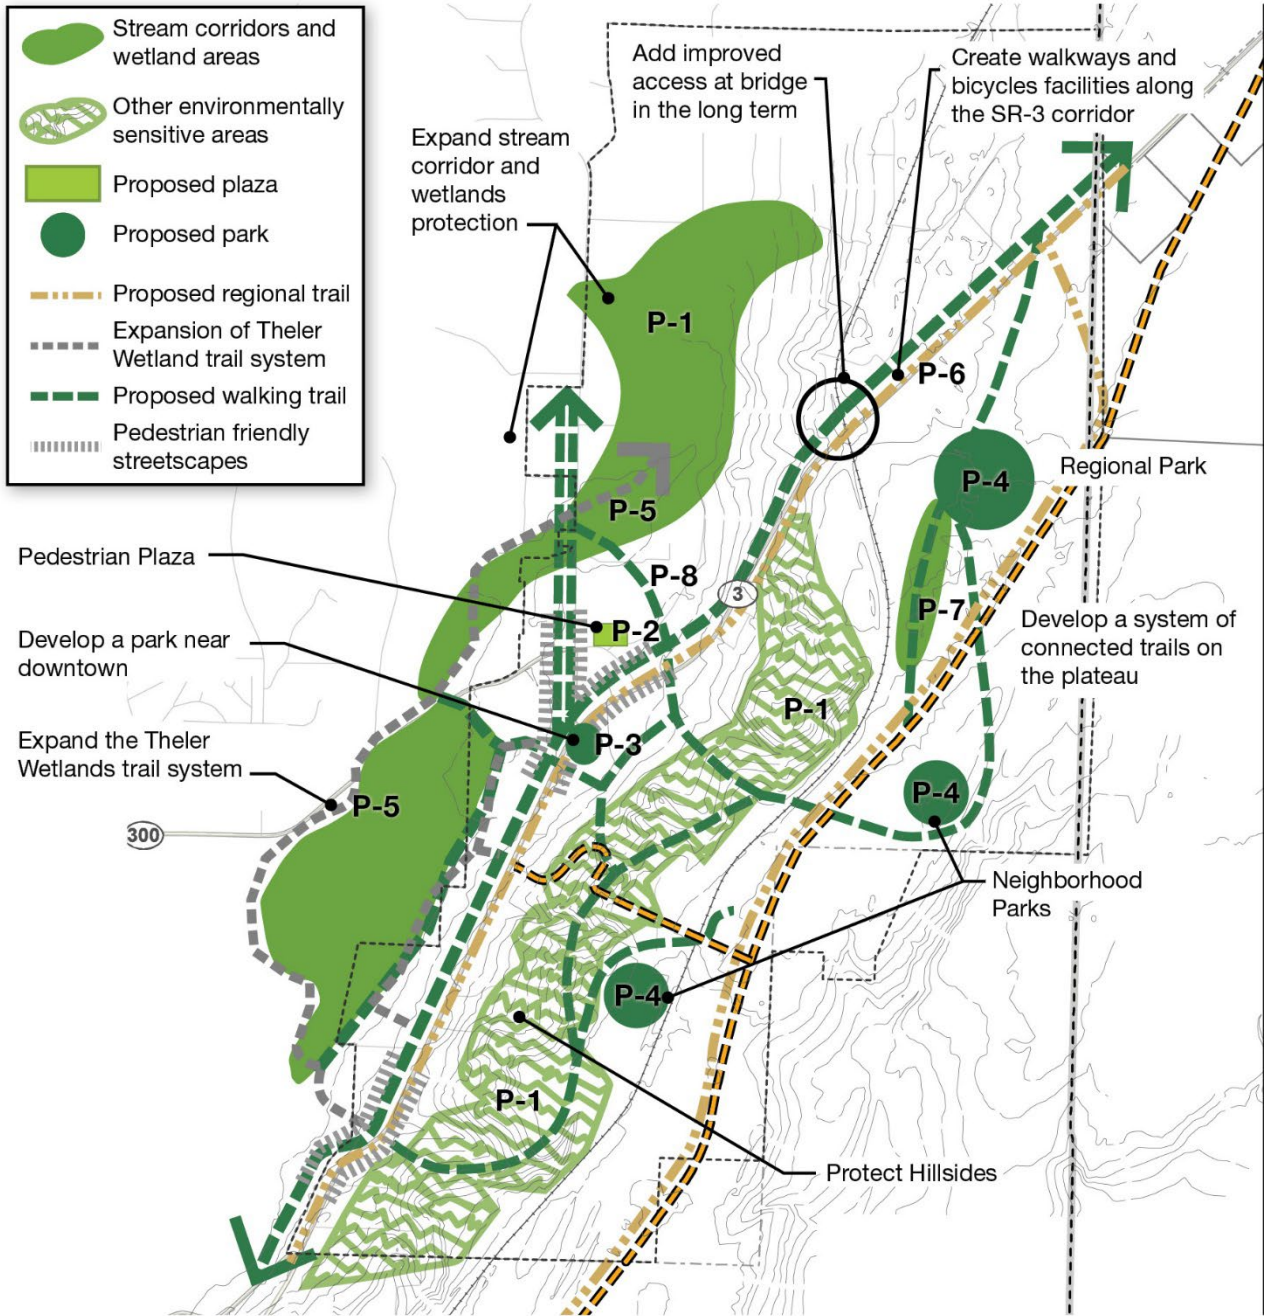 Stream corridors and
wetland areas
Other environmentally
sensitive areas
Proposed plaza
Proposed park
Proposed regional trail
Expansion of Theler
Wetland trail system
Proposed walking trail
Pedestrian friendly
streetscapes
Add improved
access at bridge
in the long term
Create walkways and
bicycles facilities along
the SR-3 corridor
Expand stream
corridor and
wetlands
protection
P-1
P-6
Regional Park
P-4
P-5
Pedestrian Plaza
P-8
3
P-7
P-2
Develop a park near
downtown
Develop a system of
connected trails on
the plateau
P-1
P-3
Expand the Theler
Wetlands trail system
P-5
P-4
300
Neighborhood
Parks
P-4
P-1
Protect Hillsides